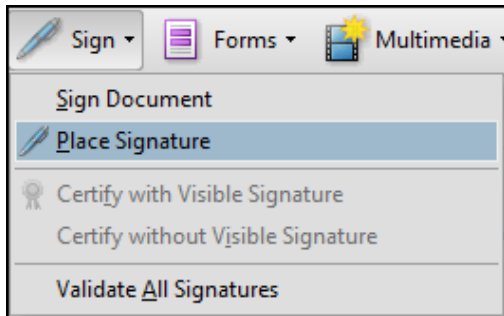 Sign Forms Multimedia
Sign Document
Place Signature
Certify with Visible Signature
Certify without Visible Signature
Validate All Signatures